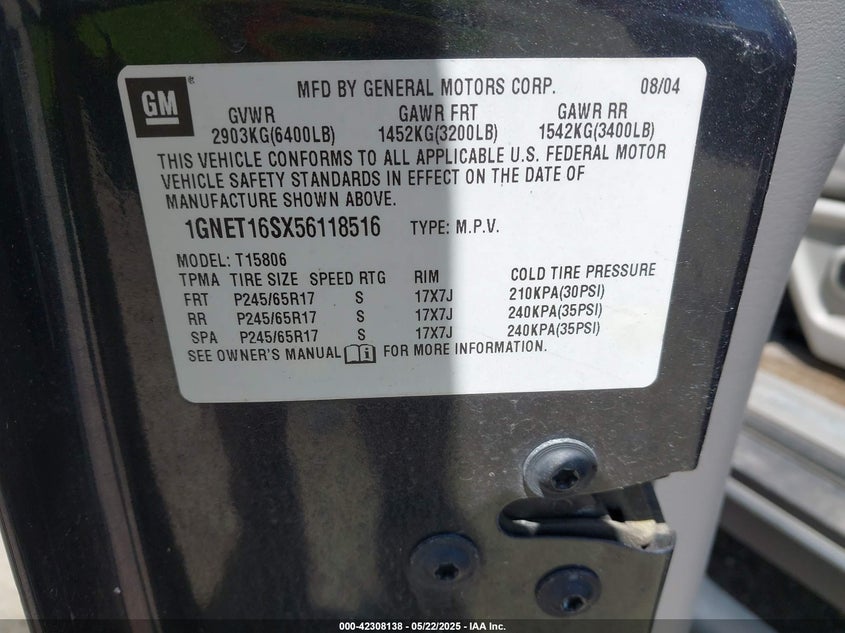 GM
MFD BY GENERAL MOTORS CORP. 08/04
GVWR GAWR FRT GAWR RR
2903KG(6400LB) 1452KG(3200LB) 1542KG(3400LB)
THIS VEHICLE CONFORMS TO ALL APPLICABLE U.S. FEDERAL MOTOR
VEHICLE SAFETY STANDARDS IN EFFECT ON THE DATE OF
MANUFACTURE SHOWN ABOVE.
1GNET16SX56118516 TYPE: M.P.V.
MODEL: T15806
TPMA TIRE SIZE SPEED RTG RIM COLD TIRE PRESSURE
FRT P245/65R17 S 17X7J 210KPA(30PSI)
RR P245/65R17 S 17X7J 240KPA(35PSI)
SPA P245/65R17 S 17X7J 240KPA(35PSI)
SEE OWNER'S MANUAL i FOR MORE INFORMATION.
000-42308138 - 05/22/2025 - IAA Inc.